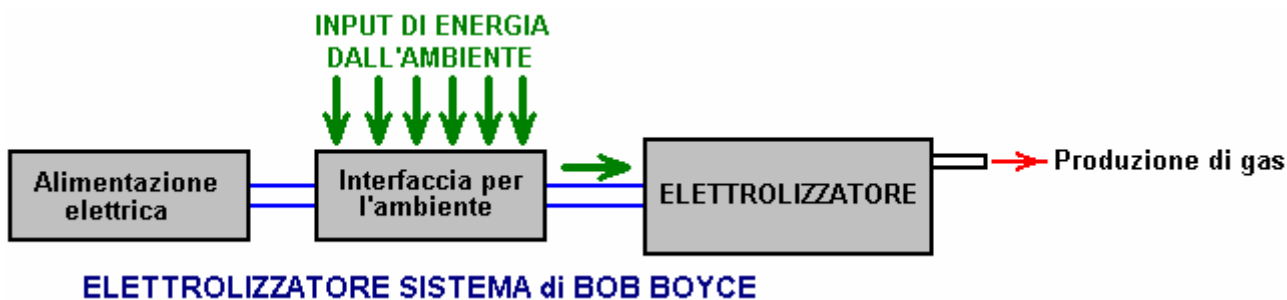 INPUT DI ENERGIA
DALL'AMBIENTE
Alimentazione
elettrica
Interfaccia per
l'ambiente
ELETTROLIZZATORE
Produzione di gas
ELETTROLIZZATORE SISTEMA di BOB BOYCE